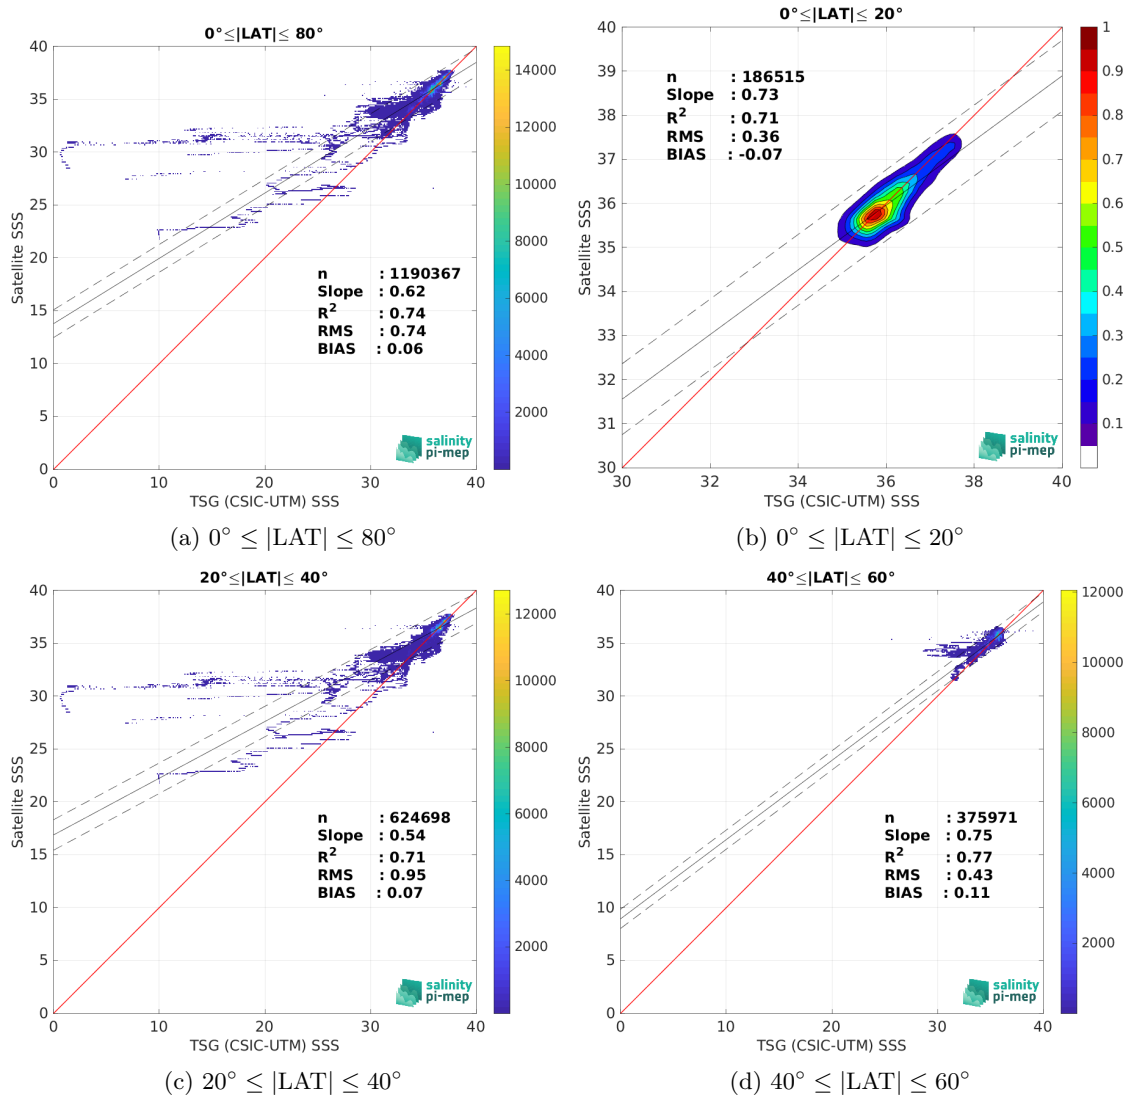 0°≤|LAT|≤ 80°
40
35
30
25
20
15
10
5
0
Satellite SSS
n : 1190367
Slope : 0.62
R² : 0.74
RMS : 0.74
BIAS : 0.06
salinity
pi-mep
0 10 20 30 40
TSG (CSIC-UTM) SSS
14000
12000
10000
8000
6000
4000
2000
(a) 0° ≤ |LAT| ≤ 80°
0°≤|LAT|≤ 20°
40
39
38
37
36
35
34
33
32
31
30
Satellite SSS
n : 186515
Slope : 0.73
R² : 0.71
RMS : 0.36
BIAS : -0.07
salinity
pi-mep
30 32 34 36 38 40
TSG (CSIC-UTM) SSS
1
0.9
0.8
0.7
0.6
0.5
0.4
0.3
0.2
0.1
(b) 0° ≤ |LAT| ≤ 20°
20°≤|LAT|≤ 40°
40
35
30
25
20
15
10
5
0
Satellite SSS
n : 624698
Slope : 0.54
R² : 0.71
RMS : 0.95
BIAS : 0.07
salinity
pi-mep
0 10 20 30 40
TSG (CSIC-UTM) SSS
12000
10000
8000
6000
4000
2000
(c) 20° ≤ |LAT| ≤ 40°
40°≤|LAT|≤ 60°
40
35
30
25
20
15
10
5
0
Satellite SSS
n : 375971
Slope : 0.75
R² : 0.77
RMS : 0.43
BIAS : 0.11
salinity
pi-mep
0 10 20 30 40
TSG (CSIC-UTM) SSS
12000
10000
8000
6000
4000
2000
(d) 40° ≤ |LAT| ≤ 60°